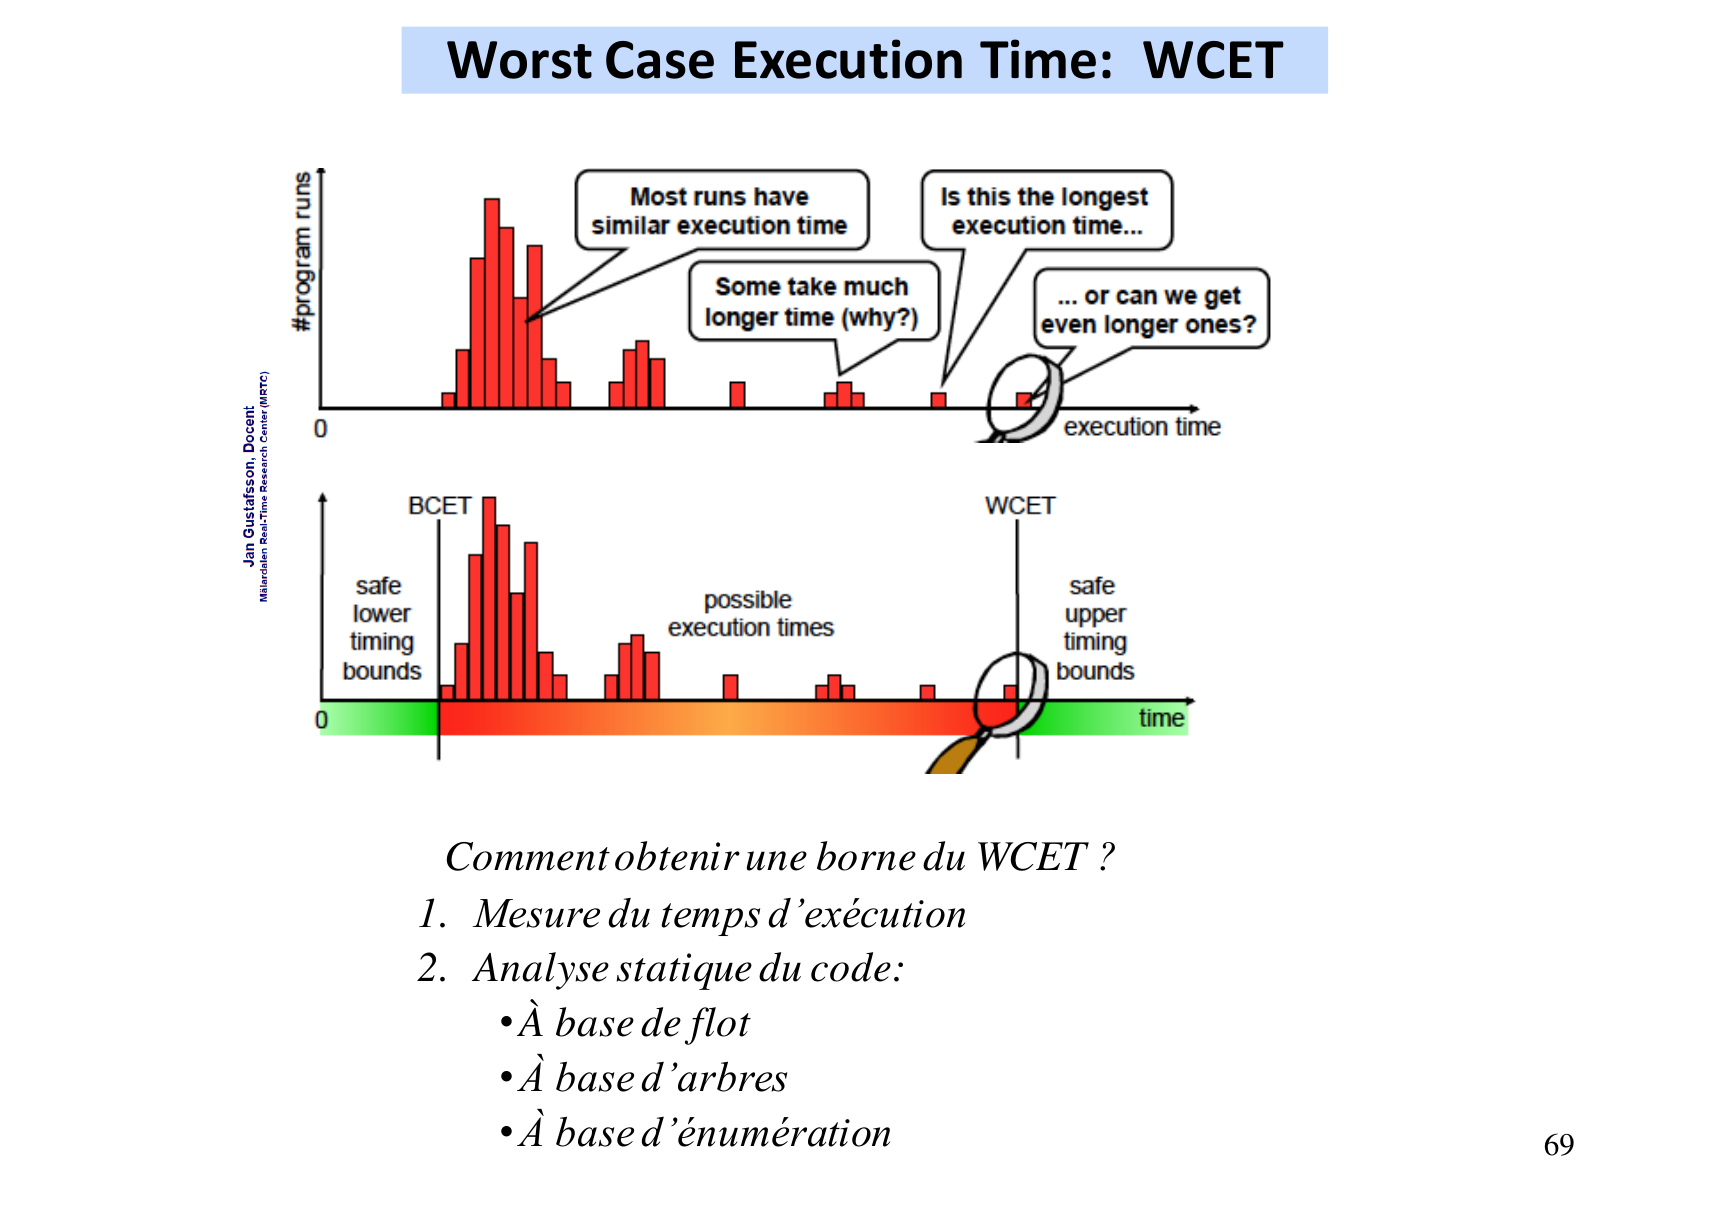 Worst Case Execution Time: WCET
#program runs
Most runs have
similar execution time
Is this the longest
execution time...
Some take much
longer time (why?)
... or can we get
even longer ones?
0
execution time
Jan Gustafsson, Docent
Mälardalen Real-Time Research Center (MRTC)
BCET
WCET
safe
lower
timing
bounds
possible
execution times
safe
upper
timing
bounds
0
time
Comment obtenir une borne du WCET ?
1. Mesure du temps d’exécution
2. Analyse statique du code:
•À base de flot
•À base d’arbres
•À base d’énumération
69